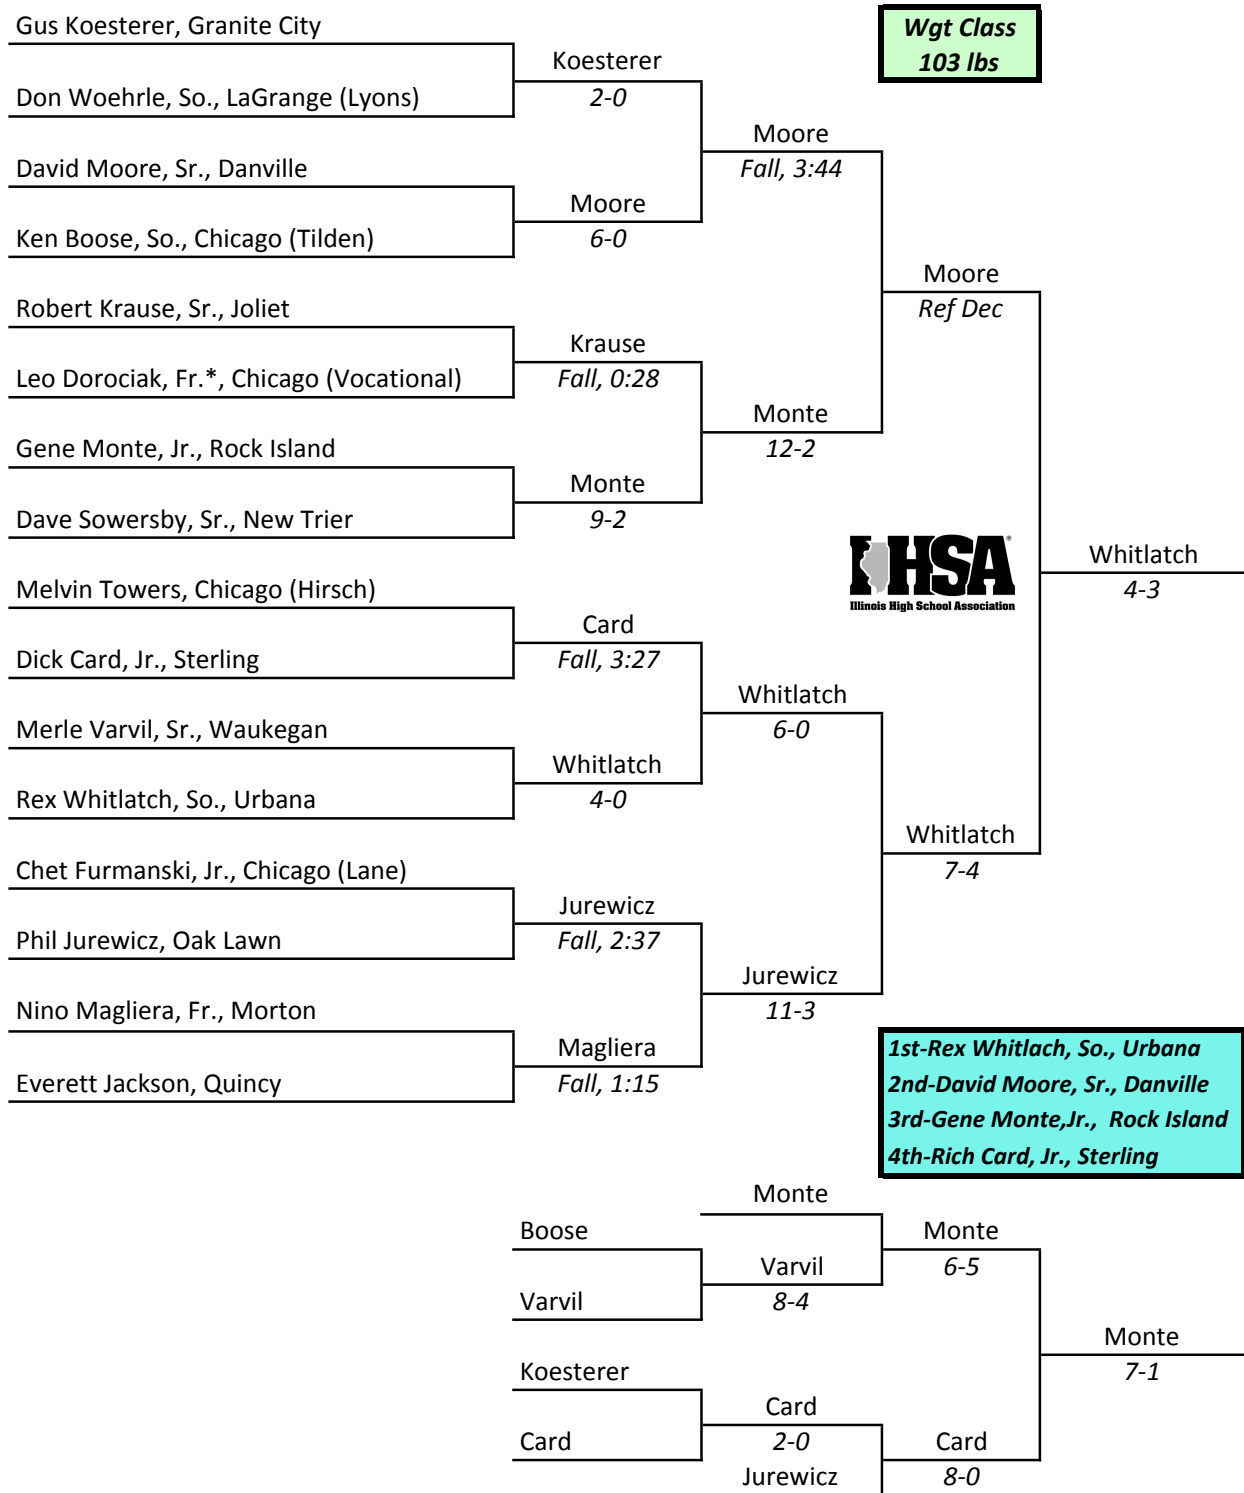 Gus Koesterer, Granite City
Wgt Class
103 lbs
Koesterer
2-0
Don Woehrle, So., LaGrange (Lyons)
Moore
Fall, 3:44
David Moore, Sr., Danville
Moore
6-0
Ken Boose, So., Chicago (Tilden)
Moore
Ref Dec
Robert Krause, Sr., Joliet
Krause
Fall, 0:28
Leo Dorociak, Fr.*, Chicago (Vocational)
Monte
12-2
Gene Monte, Jr., Rock Island
Monte
9-2
Dave Sowersby, Sr., New Trier
IHSA®
Illinois High School Association
Whitlatch
4-3
Melvin Towers, Chicago (Hirsch)
Card
Fall, 3:27
Dick Card, Jr., Sterling
Whitlatch
6-0
Merle Varvil, Sr., Waukegan
Whitlatch
4-0
Rex Whitlatch, So., Urbana
Whitlatch
7-4
Chet Furmanski, Jr., Chicago (Lane)
Jurewicz
Fall, 2:37
Phil Jurewicz, Oak Lawn
Jurewicz
11-3
Nino Magliera, Fr., Morton
Magliera
Fall, 1:15
Everett Jackson, Quincy
1st-Rex Whitlach, So., Urbana
2nd-David Moore, Sr., Danville
3rd-Gene Monte,Jr.,  Rock Island
4th-Rich Card, Jr., Sterling
Monte
Boose
Monte
6-5
Varvil
8-4
Varvil
Monte
7-1
Koesterer
Card
2-0
Card
Card
8-0
Jurewicz